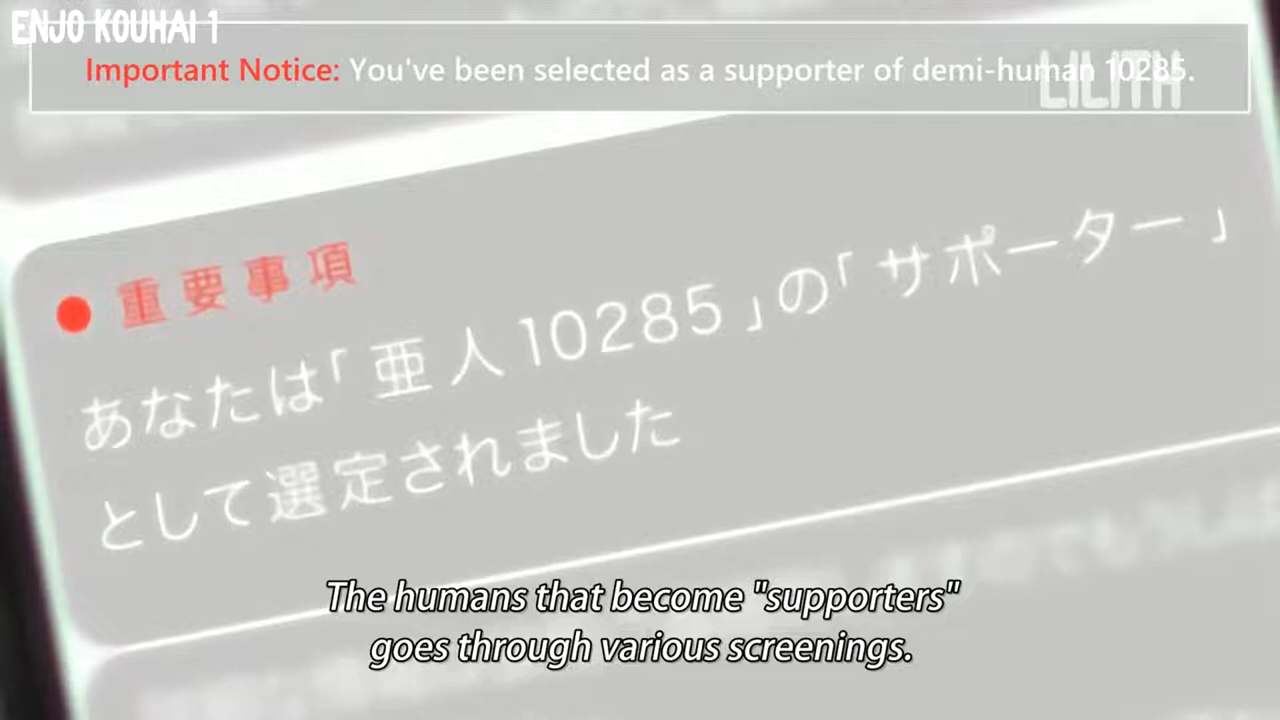 ENJO KOUHAI 1
Important Notice: You've been selected as a supporter of demi-human 10285.
LILITH
重要事項
あなたは「亜人10285」の「サポーター」
として選定されました
The humans that become "supporters"
goes through various screenings.